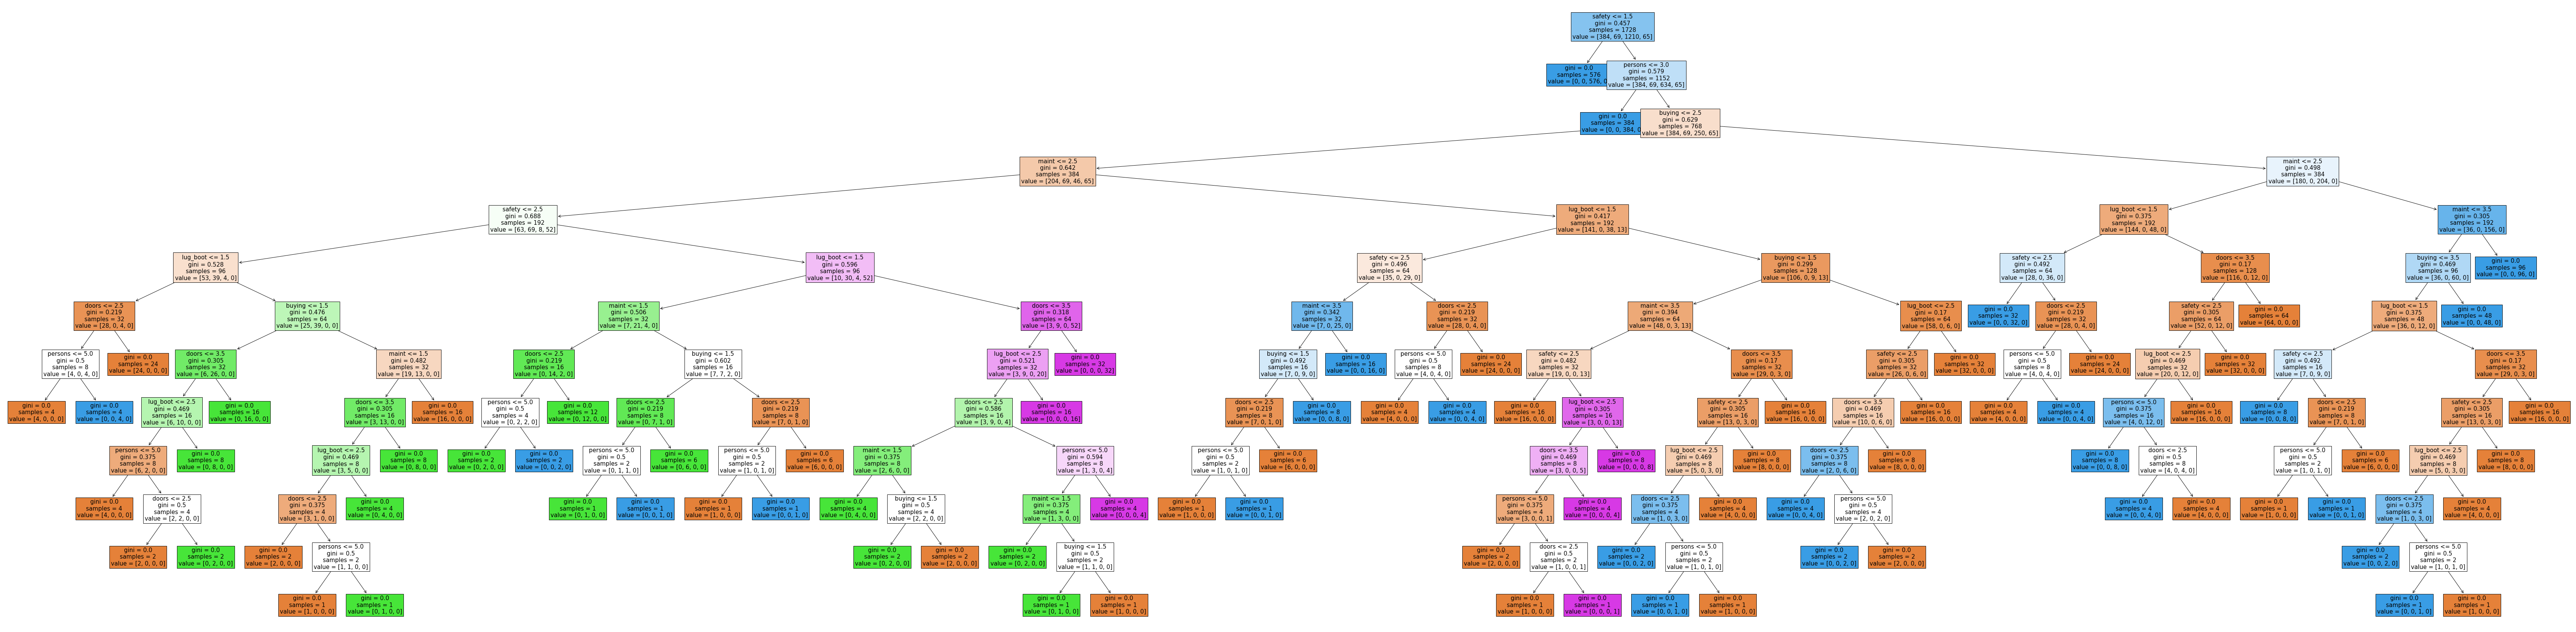 safety <= 1.5
gini = 0.457
samples = 1728
value = [384, 69, 1210, 65]
gini = 0.0
samples = 576
value = [0, 0, 576, 0
persons <= 3.0
gini = 0.579
samples = 1152
value = [384, 69, 634, 65]
gini = 0.0
samples = 384
value = [0, 0, 384, 0
buying <= 2.5
gini = 0.629
samples = 768
value = [384, 69, 250, 65]
maint <= 2.5
gini = 0.642
samples = 384
value = [204, 69, 46, 65]
maint <= 2.5
gini = 0.498
samples = 384
value = [180, 0, 204, 0]
safety <= 2.5
gini = 0.688
samples = 192
value = [63, 69, 8, 52]
lug_boot <= 1.5
gini = 0.417
samples = 192
value = [141, 0, 38, 13]
lug_boot <= 1.5
gini = 0.375
samples = 192
value = [144, 0, 48, 0]
maint <= 3.5
gini = 0.305
samples = 192
value = [36, 0, 156, 0]
lug_boot <= 1.5
gini = 0.528
samples = 96
value = [53, 39, 4, 0]
lug_boot <= 1.5
gini = 0.596
samples = 96
value = [10, 30, 4, 52]
safety <= 2.5
gini = 0.496
samples = 64
value = [35, 0, 29, 0]
buying <= 1.5
gini = 0.299
samples = 128
value = [106, 0, 9, 13]
safety <= 2.5
gini = 0.492
samples = 64
value = [28, 0, 36, 0]
doors <= 3.5
gini = 0.17
samples = 128
value = [116, 0, 12, 0]
buying <= 3.5
gini = 0.469
samples = 96
value = [36, 0, 60, 0]
gini = 0.0
samples = 96
value = [0, 0, 96, 0]
doors <= 2.5
gini = 0.219
samples = 32
value = [28, 0, 4, 0]
buying <= 1.5
gini = 0.476
samples = 64
value = [25, 39, 0, 0]
maint <= 1.5
gini = 0.506
samples = 32
value = [7, 21, 4, 0]
doors <= 3.5
gini = 0.318
samples = 64
value = [3, 9, 0, 52]
maint <= 3.5
gini = 0.342
samples = 32
value = [7, 0, 25, 0]
doors <= 2.5
gini = 0.219
samples = 32
value = [28, 0, 4, 0]
maint <= 3.5
gini = 0.394
samples = 64
value = [48, 0, 3, 13]
lug_boot <= 2.5
gini = 0.17
samples = 64
value = [58, 0, 6, 0]
gini = 0.0
samples = 32
value = [0, 0, 32, 0]
doors <= 2.5
gini = 0.219
samples = 32
value = [28, 0, 4, 0]
safety <= 2.5
gini = 0.305
samples = 64
value = [52, 0, 12, 0]
gini = 0.0
samples = 64
value = [64, 0, 0, 0]
lug_boot <= 1.5
gini = 0.375
samples = 48
value = [36, 0, 12, 0]
gini = 0.0
samples = 48
value = [0, 0, 48, 0]
persons <= 5.0
gini = 0.5
samples = 8
value = [4, 0, 4, 0]
gini = 0.0
samples = 24
value = [24, 0, 0, 0]
doors <= 3.5
gini = 0.305
samples = 32
value = [6, 26, 0, 0]
maint <= 1.5
gini = 0.482
samples = 32
value = [19, 13, 0, 0]
doors <= 2.5
gini = 0.219
samples = 16
value = [0, 14, 2, 0]
buying <= 1.5
gini = 0.602
samples = 16
value = [7, 7, 2, 0]
lug_boot <= 2.5
gini = 0.521
samples = 32
value = [3, 9, 0, 20]
gini = 0.0
samples = 32
value = [0, 0, 0, 32]
buying <= 1.5
gini = 0.492
samples = 16
value = [7, 0, 9, 0]
gini = 0.0
samples = 16
value = [0, 0, 16, 0]
persons <= 5.0
gini = 0.5
samples = 8
value = [4, 0, 4, 0]
gini = 0.0
samples = 24
value = [24, 0, 0, 0]
safety <= 2.5
gini = 0.482
samples = 32
value = [19, 0, 0, 13]
doors <= 3.5
gini = 0.17
samples = 32
value = [29, 0, 3, 0]
safety <= 2.5
gini = 0.305
samples = 32
value = [26, 0, 6, 0]
gini = 0.0
samples = 32
value = [32, 0, 0, 0]
persons <= 5.0
gini = 0.5
samples = 8
value = [4, 0, 4, 0]
gini = 0.0
samples = 24
value = [24, 0, 0, 0]
lug_boot <= 2.5
gini = 0.469
samples = 32
value = [20, 0, 12, 0]
gini = 0.0
samples = 32
value = [32, 0, 0, 0]
safety <= 2.5
gini = 0.492
samples = 16
value = [7, 0, 9, 0]
doors <= 3.5
gini = 0.17
samples = 32
value = [29, 0, 3, 0]
gini = 0.0
samples = 4
value = [4, 0, 0, 0]
gini = 0.0
samples = 4
value = [0, 0, 4, 0]
lug_boot <= 2.5
gini = 0.469
samples = 16
value = [6, 10, 0, 0]
gini = 0.0
samples = 16
value = [0, 16, 0, 0]
doors <= 3.5
gini = 0.305
samples = 16
value = [3, 13, 0, 0]
gini = 0.0
samples = 16
value = [16, 0, 0, 0]
persons <= 5.0
gini = 0.5
samples = 4
value = [0, 2, 2, 0]
gini = 0.0
samples = 12
value = [0, 12, 0, 0]
doors <= 2.5
gini = 0.219
samples = 8
value = [0, 7, 1, 0]
doors <= 2.5
gini = 0.219
samples = 8
value = [7, 0, 1, 0]
doors <= 2.5
gini = 0.586
samples = 16
value = [3, 9, 0, 4]
gini = 0.0
samples = 16
value = [0, 0, 0, 16]
doors <= 2.5
gini = 0.219
samples = 8
value = [7, 0, 1, 0]
gini = 0.0
samples = 8
value = [0, 0, 8, 0]
gini = 0.0
samples = 4
value = [4, 0, 0, 0]
gini = 0.0
samples = 4
value = [0, 0, 4, 0]
gini = 0.0
samples = 16
value = [16, 0, 0, 0]
lug_boot <= 2.5
gini = 0.305
samples = 16
value = [3, 0, 0, 13]
safety <= 2.5
gini = 0.305
samples = 16
value = [13, 0, 3, 0]
gini = 0.0
samples = 16
value = [16, 0, 0, 0]
doors <= 3.5
gini = 0.469
samples = 16
value = [10, 0, 6, 0]
gini = 0.0
samples = 16
value = [16, 0, 0, 0]
gini = 0.0
samples = 4
value = [4, 0, 0, 0]
gini = 0.0
samples = 4
value = [0, 0, 4, 0]
persons <= 5.0
gini = 0.375
samples = 16
value = [4, 0, 12, 0]
gini = 0.0
samples = 16
value = [16, 0, 0, 0]
gini = 0.0
samples = 8
value = [0, 0, 8, 0]
doors <= 2.5
gini = 0.219
samples = 8
value = [7, 0, 1, 0]
safety <= 2.5
gini = 0.305
samples = 16
value = [13, 0, 3, 0]
gini = 0.0
samples = 16
value = [16, 0, 0, 0]
persons <= 5.0
gini = 0.375
samples = 8
value = [6, 2, 0, 0]
gini = 0.0
samples = 8
value = [0, 8, 0, 0]
lug_boot <= 2.5
gini = 0.469
samples = 8
value = [3, 5, 0, 0]
gini = 0.0
samples = 8
value = [0, 8, 0, 0]
gini = 0.0
samples = 2
value = [0, 2, 0, 0]
gini = 0.0
samples = 2
value = [0, 0, 2, 0]
persons <= 5.0
gini = 0.5
samples = 2
value = [0, 1, 1, 0]
gini = 0.0
samples = 6
value = [0, 6, 0, 0]
persons <= 5.0
gini = 0.5
samples = 2
value = [1, 0, 1, 0]
gini = 0.0
samples = 6
value = [6, 0, 0, 0]
maint <= 1.5
gini = 0.375
samples = 8
value = [2, 6, 0, 0]
persons <= 5.0
gini = 0.594
samples = 8
value = [1, 3, 0, 4]
persons <= 5.0
gini = 0.5
samples = 2
value = [1, 0, 1, 0]
gini = 0.0
samples = 6
value = [6, 0, 0, 0]
doors <= 3.5
gini = 0.469
samples = 8
value = [3, 0, 0, 5]
gini = 0.0
samples = 8
value = [0, 0, 0, 8]
lug_boot <= 2.5
gini = 0.469
samples = 8
value = [5, 0, 3, 0]
gini = 0.0
samples = 8
value = [8, 0, 0, 0]
doors <= 2.5
gini = 0.375
samples = 8
value = [2, 0, 6, 0]
gini = 0.0
samples = 8
value = [8, 0, 0, 0]
gini = 0.0
samples = 8
value = [0, 0, 8, 0]
doors <= 2.5
gini = 0.5
samples = 8
value = [4, 0, 4, 0]
persons <= 5.0
gini = 0.5
samples = 2
value = [1, 0, 1, 0]
gini = 0.0
samples = 6
value = [6, 0, 0, 0]
lug_boot <= 2.5
gini = 0.469
samples = 8
value = [5, 0, 3, 0]
gini = 0.0
samples = 8
value = [8, 0, 0, 0]
gini = 0.0
samples = 4
value = [4, 0, 0, 0]
doors <= 2.5
gini = 0.5
samples = 4
value = [2, 2, 0, 0]
doors <= 2.5
gini = 0.375
samples = 4
value = [3, 1, 0, 0]
gini = 0.0
samples = 4
value = [0, 4, 0, 0]
gini = 0.0
samples = 1
value = [0, 1, 0, 0]
gini = 0.0
samples = 1
value = [0, 0, 1, 0]
gini = 0.0
samples = 1
value = [1, 0, 0, 0]
gini = 0.0
samples = 1
value = [0, 0, 1, 0]
gini = 0.0
samples = 4
value = [0, 4, 0, 0]
buying <= 1.5
gini = 0.5
samples = 4
value = [2, 2, 0, 0]
maint <= 1.5
gini = 0.375
samples = 4
value = [1, 3, 0, 0]
gini = 0.0
samples = 4
value = [0, 0, 0, 4]
gini = 0.0
samples = 1
value = [1, 0, 0, 0]
gini = 0.0
samples = 1
value = [0, 0, 1, 0]
persons <= 5.0
gini = 0.375
samples = 4
value = [3, 0, 0, 1]
gini = 0.0
samples = 4
value = [0, 0, 0, 4]
doors <= 2.5
gini = 0.375
samples = 4
value = [1, 0, 3, 0]
gini = 0.0
samples = 4
value = [4, 0, 0, 0]
gini = 0.0
samples = 4
value = [0, 0, 4, 0]
persons <= 5.0
gini = 0.5
samples = 4
value = [2, 0, 2, 0]
gini = 0.0
samples = 4
value = [0, 0, 4, 0]
gini = 0.0
samples = 4
value = [4, 0, 0, 0]
gini = 0.0
samples = 1
value = [1, 0, 0, 0]
gini = 0.0
samples = 1
value = [0, 0, 1, 0]
doors <= 2.5
gini = 0.375
samples = 4
value = [1, 0, 3, 0]
gini = 0.0
samples = 4
value = [4, 0, 0, 0]
gini = 0.0
samples = 2
value = [2, 0, 0, 0]
gini = 0.0
samples = 2
value = [0, 2, 0, 0]
gini = 0.0
samples = 2
value = [2, 0, 0, 0]
persons <= 5.0
gini = 0.5
samples = 2
value = [1, 1, 0, 0]
gini = 0.0
samples = 2
value = [0, 2, 0, 0]
gini = 0.0
samples = 2
value = [2, 0, 0, 0]
gini = 0.0
samples = 2
value = [0, 2, 0, 0]
buying <= 1.5
gini = 0.5
samples = 2
value = [1, 1, 0, 0]
gini = 0.0
samples = 2
value = [2, 0, 0, 0]
doors <= 2.5
gini = 0.5
samples = 2
value = [1, 0, 0, 1]
gini = 0.0
samples = 2
value = [0, 0, 2, 0]
persons <= 5.0
gini = 0.5
samples = 2
value = [1, 0, 1, 0]
gini = 0.0
samples = 2
value = [0, 0, 2, 0]
gini = 0.0
samples = 2
value = [2, 0, 0, 0]
gini = 0.0
samples = 2
value = [0, 0, 2, 0]
persons <= 5.0
gini = 0.5
samples = 2
value = [1, 0, 1, 0]
gini = 0.0
samples = 1
value = [1, 0, 0, 0]
gini = 0.0
samples = 1
value = [0, 1, 0, 0]
gini = 0.0
samples = 1
value = [0, 1, 0, 0]
gini = 0.0
samples = 1
value = [1, 0, 0, 0]
gini = 0.0
samples = 1
value = [1, 0, 0, 0]
gini = 0.0
samples = 1
value = [0, 0, 0, 1]
gini = 0.0
samples = 1
value = [0, 0, 1, 0]
gini = 0.0
samples = 1
value = [1, 0, 0, 0]
gini = 0.0
samples = 1
value = [0, 0, 1, 0]
gini = 0.0
samples = 1
value = [1, 0, 0, 0]